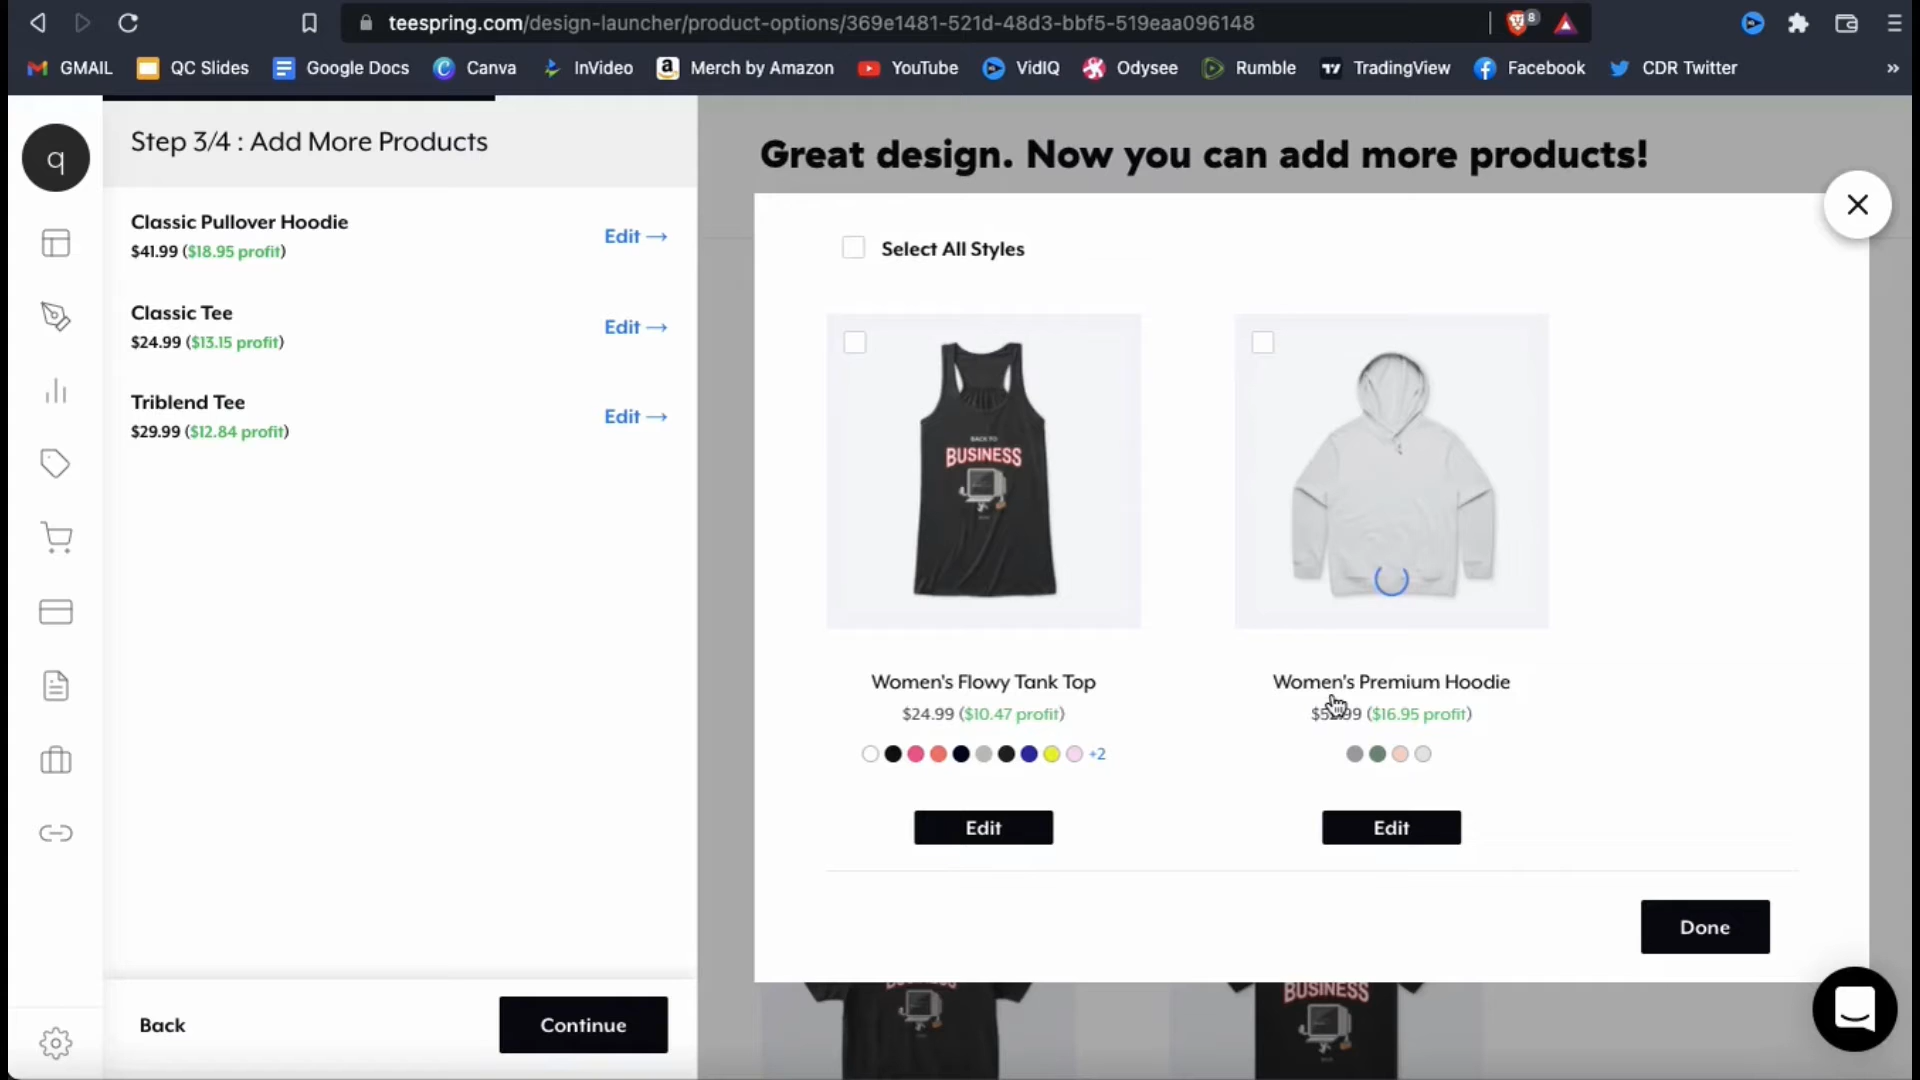 teespring.com/design-launcher/product-options/369e1481-521d-48d3-bbf5-519eaa096148
8
GMAIL
QC Slides
Google Docs
Canva
InVideo
Merch by Amazon
YouTube
VidIQ
Odysee
Rumble
TradingView
Facebook
CDR Twitter
»
q
Step 3/4 : Add More Products
Classic Pullover Hoodie
$41.99 ($18.95 profit)
Edit →
Classic Tee
$24.99 ($13.15 profit)
Edit →
Triblend Tee
$29.99 ($12.84 profit)
Edit →
Back
Continue
Great design. Now you can add more products!
Select All Styles
BACK TO
BUSINESS
Women's Flowy Tank Top
$24.99 ($10.47 profit)
+2
Edit
Women's Premium Hoodie
($16.95 profit)
Edit
Done
BUSINESS
BUSINESS